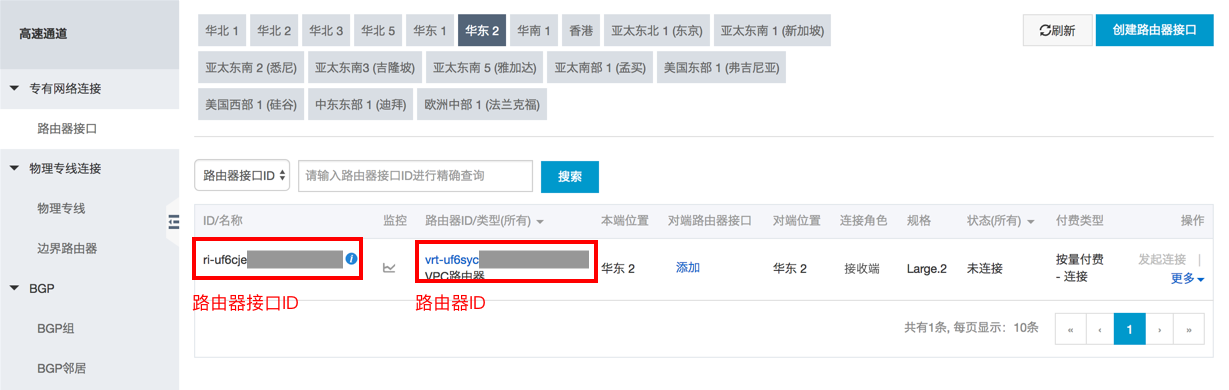 高速通道
专有网络连接
路由器接口
物理专线连接
物理专线
边界路由器
BGP
BGP组
BGP邻居
华北 1 华北 2 华北 3 华北 5 华东 1 华东 2 华南 1 香港 亚太东北 1 (东京) 亚太东南 1 (新加坡)
亚太东南 2 (悉尼) 亚太东南3 (吉隆坡) 亚太东南 5 (雅加达) 亚太南部 1 (孟买) 美国东部 1 (弗吉尼亚)
美国西部 1 (硅谷) 中东东部 1 (迪拜) 欧洲中部 1 (法兰克福)
刷新 创建路由器接口
路由器接口ID 请输入路由器接口ID进行精确查询 搜索
ID/名称 监控 路由器ID/类型(所有) 本端位置 对端路由器接口 对端位置 连接角色 规格 状态(所有) 付费类型 操作
ri-uf6cje vrt-uf6syc 华东 2 添加 华东 2 接收端 Large.2 未连接 按量付费 发起连接 |
VPC路由器 - 连接 更多
路由器接口ID 路由器ID
共有1条, 每页显示：10条 « ‹ 1 › »